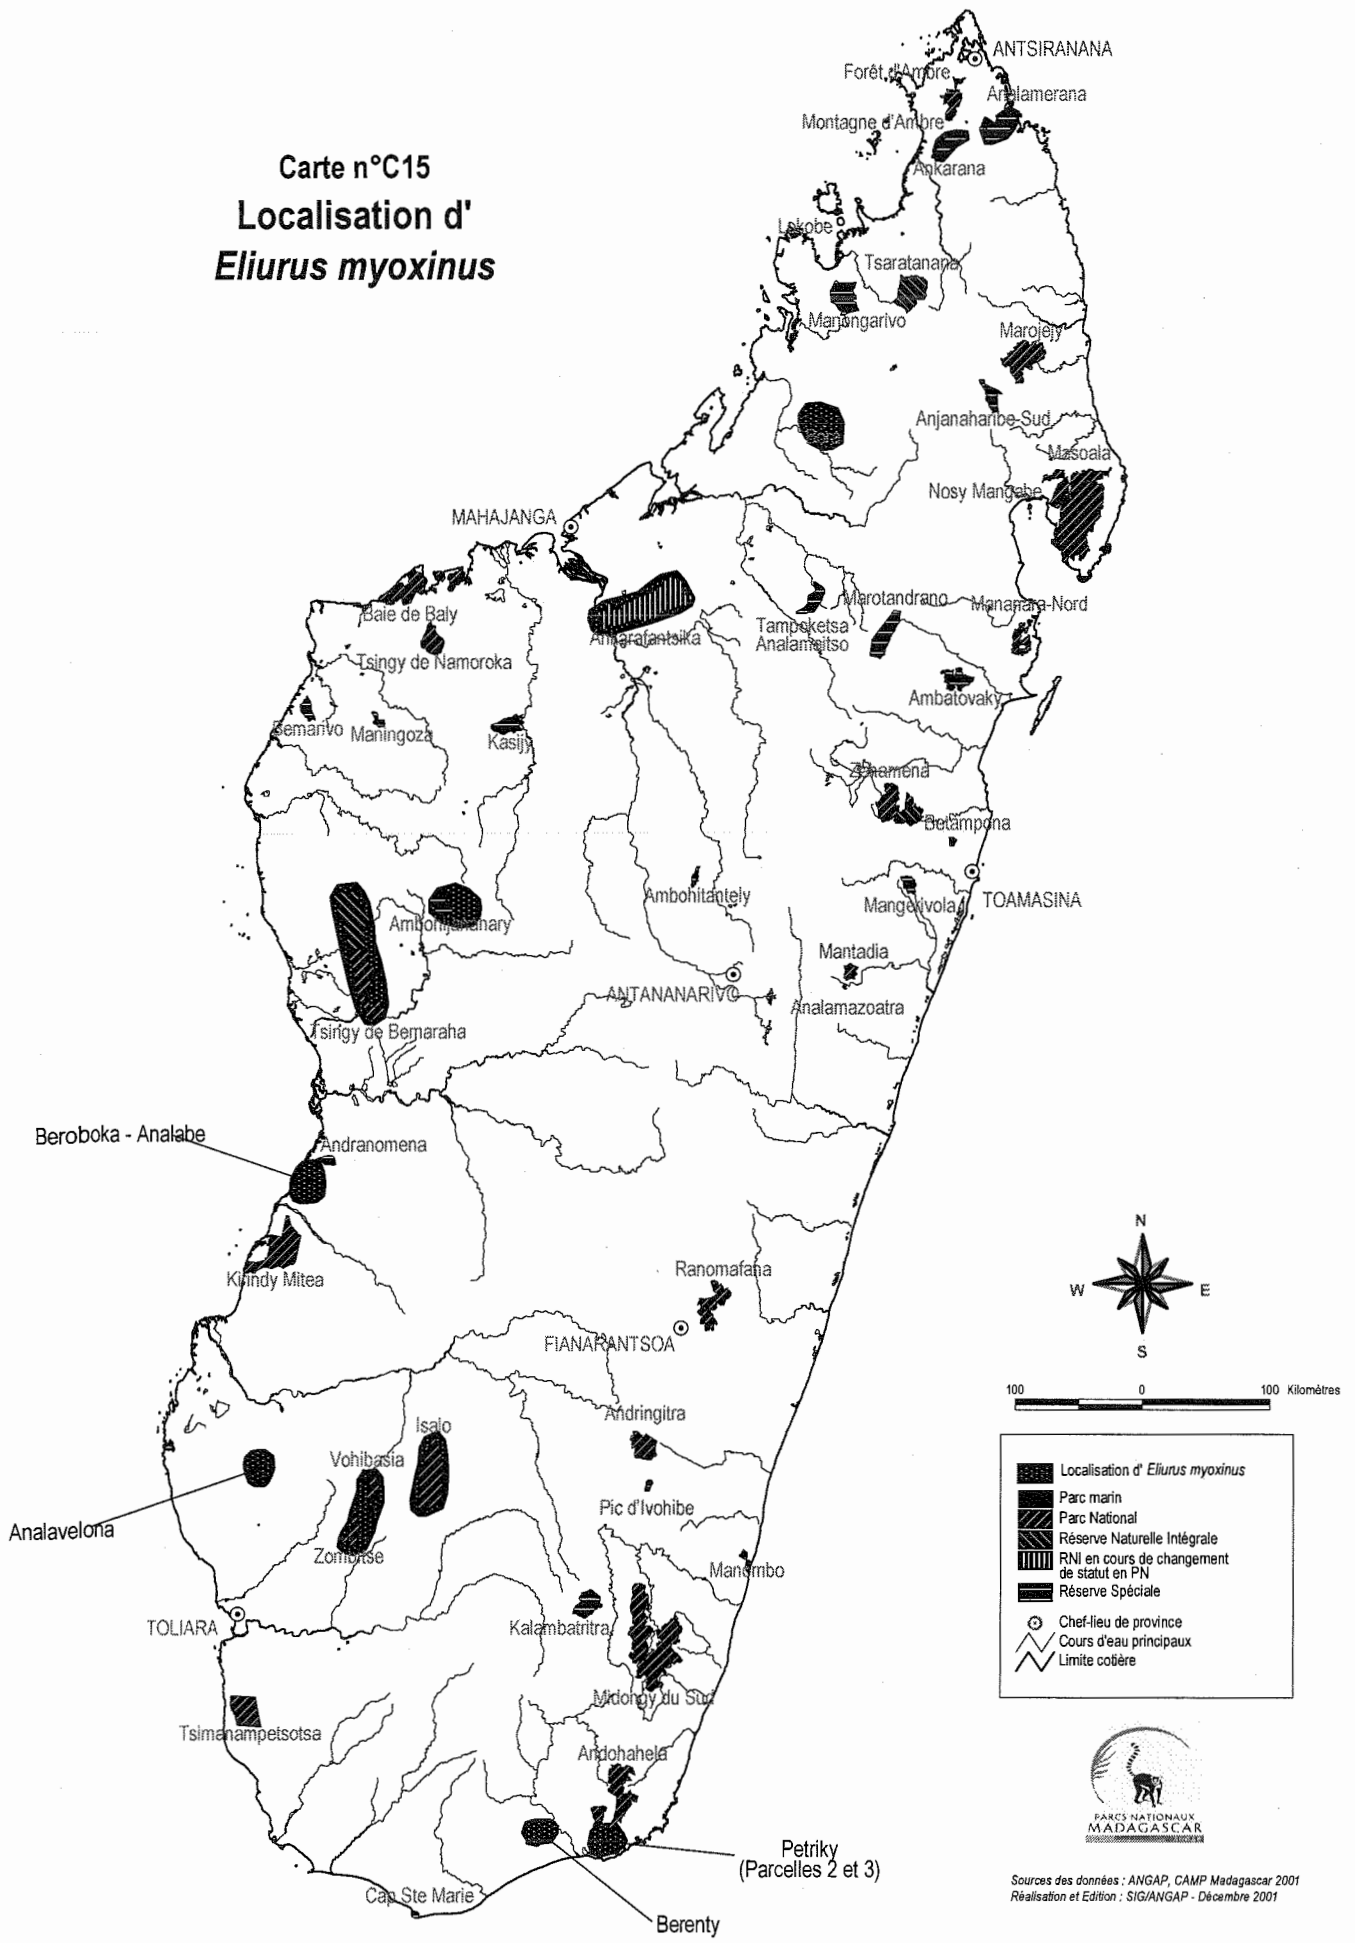 Carte n°C15
Localisation d'
Eliurus myoxinus
ANTSIRANANA
Forêt d'Ambre
Analamerana
Montagne d'Ambre
Ankarana
Lokobe
Tsaratanana
Manongarivo
Marojejy
Anjanaharibe-Sud
Masoala
Nosy Mangabe
MAHAJANGA
Baie de Baly
Tsingy de Namoroka
Ankarafantsika
Tampoketsa
Analamaitso
Marotandrano
Mananara-Nord
Ambatovaky
Bemarivo
Maningoza
Kasijy
Zahamena
Betampona
Ambohitantely
Mangerivola
TOAMASINA
Ambohijanahary
Mantadia
ANTANANARIVO
Analamazoatra
Tsingy de Bemaraha
Beroboka - Analabe
Andranomena
Kirindy Mitea
Ranomafana
FIANARANTSOA
Andringitra
Isalo
Vohibasia
Pic d'Ivohibe
Analavelona
Zombitse
Manombo
TOLIARA
Kalambatritra
Midongy du Sud
Tsimanampetsotsa
Andohahela
Petriky
(Parcelles 2 et 3)
Cap Ste Marie
Berenty
N
W
E
S
100 0 100 Kilomètres
Localisation d' Eliurus myoxinus
Parc marin
Parc National
Réserve Naturelle Intégrale
RNI en cours de changement
de statut en PN
Réserve Spéciale
Chef-lieu de province
Cours d'eau principaux
Limite cotière
PARCS NATIONAUX
MADAGASCAR
Sources des données : ANGAP, CAMP Madagascar 2001
Réalisation et Edition : SIG/ANGAP - Décembre 2001